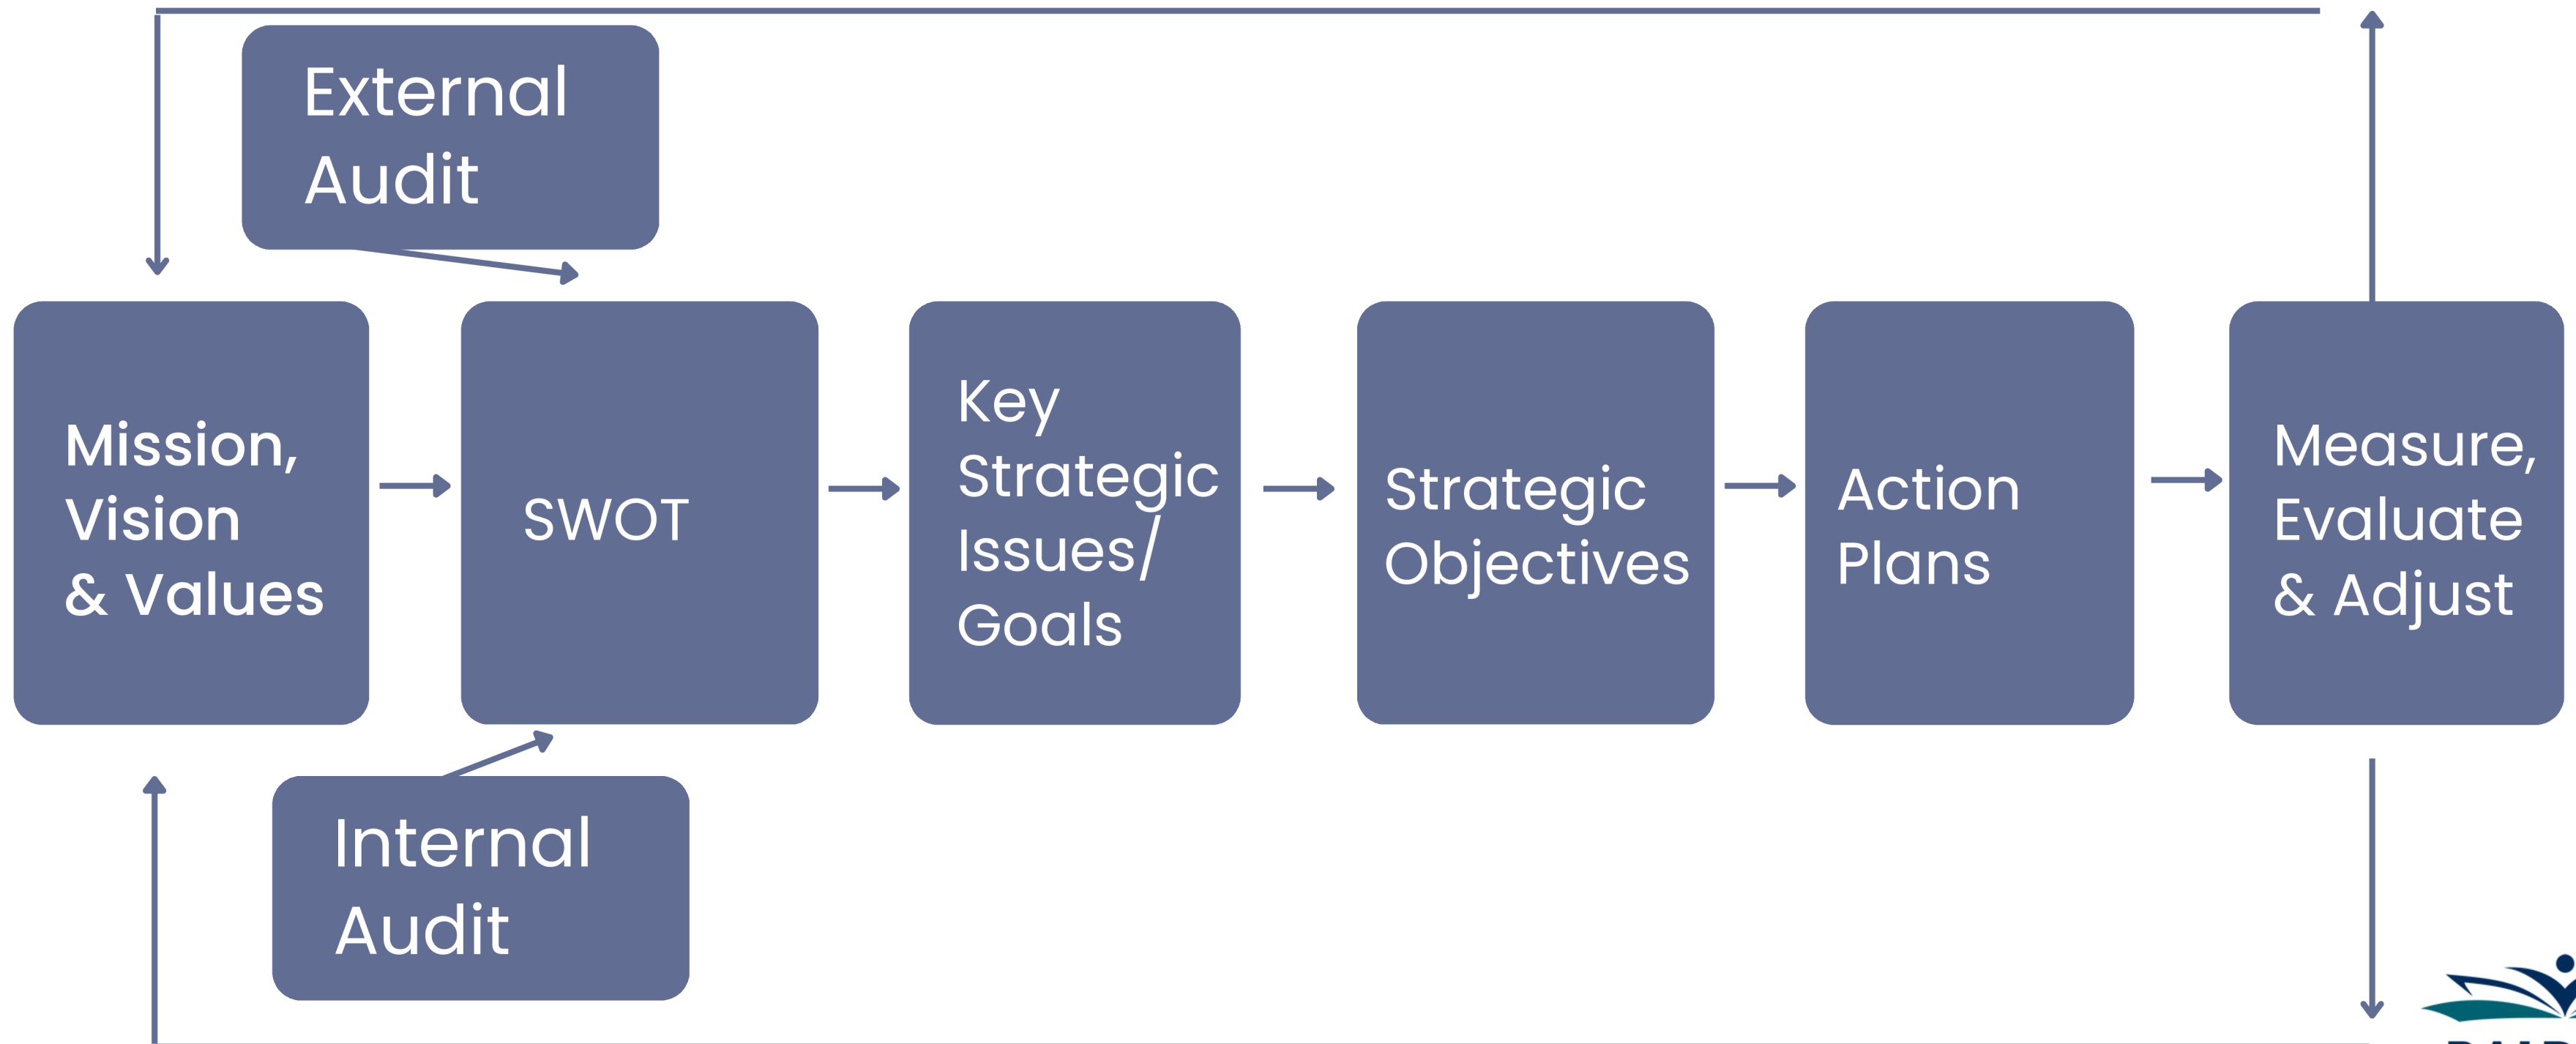 External
Audit
Mission,
Vision
& Values
SWOT
Key
Strategic
Issues/
Goals
Strategic
Objectives
Action
Plans
Measure,
Evaluate
& Adjust
Internal
Audit